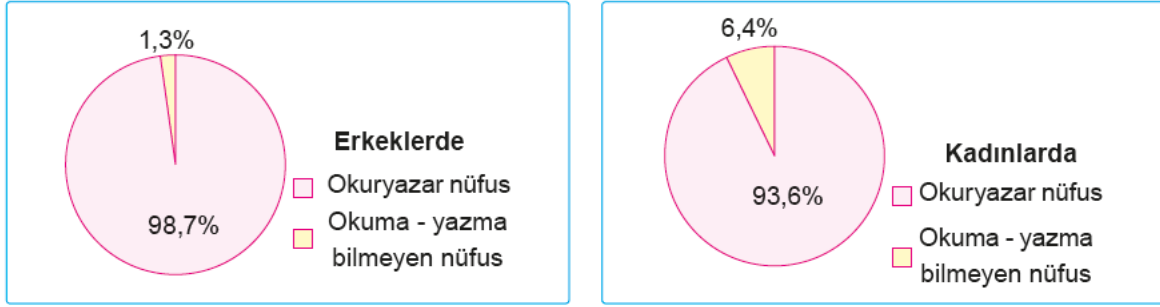 1,3%
98,7%
Erkeklerde
Okuryazar nüfus
Okuma - yazma
bilmeyen nüfus
6,4%
93,6%
Kadınlarda
Okuryazar nüfus
Okuma - yazma
bilmeyen nüfus